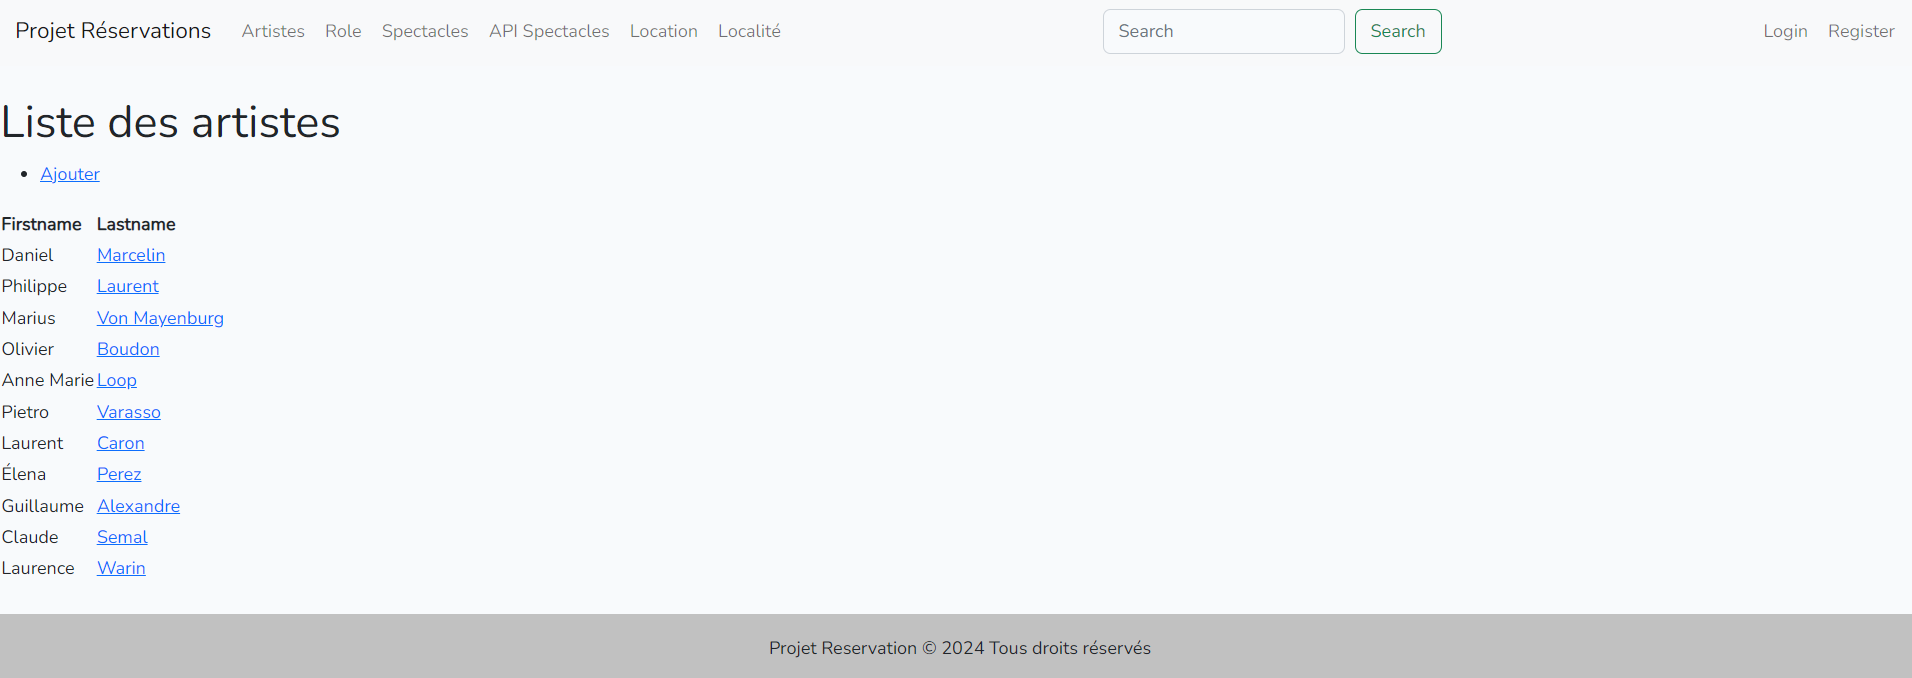 Projet Réservations Artistes Role Spectacles API Spectacles Location Localité Search Search Login Register
Liste des artistes
Ajouter
Firstname Lastname
Daniel Marcelin
Philippe Laurent
Marius Von Mayenburg
Olivier Boudon
Anne Marie Loop
Pietro Varasso
Laurent Caron
Élena Perez
Guillaume Alexandre
Claude Semal
Laurence Warin
Projet Reservation © 2024 Tous droits réservés